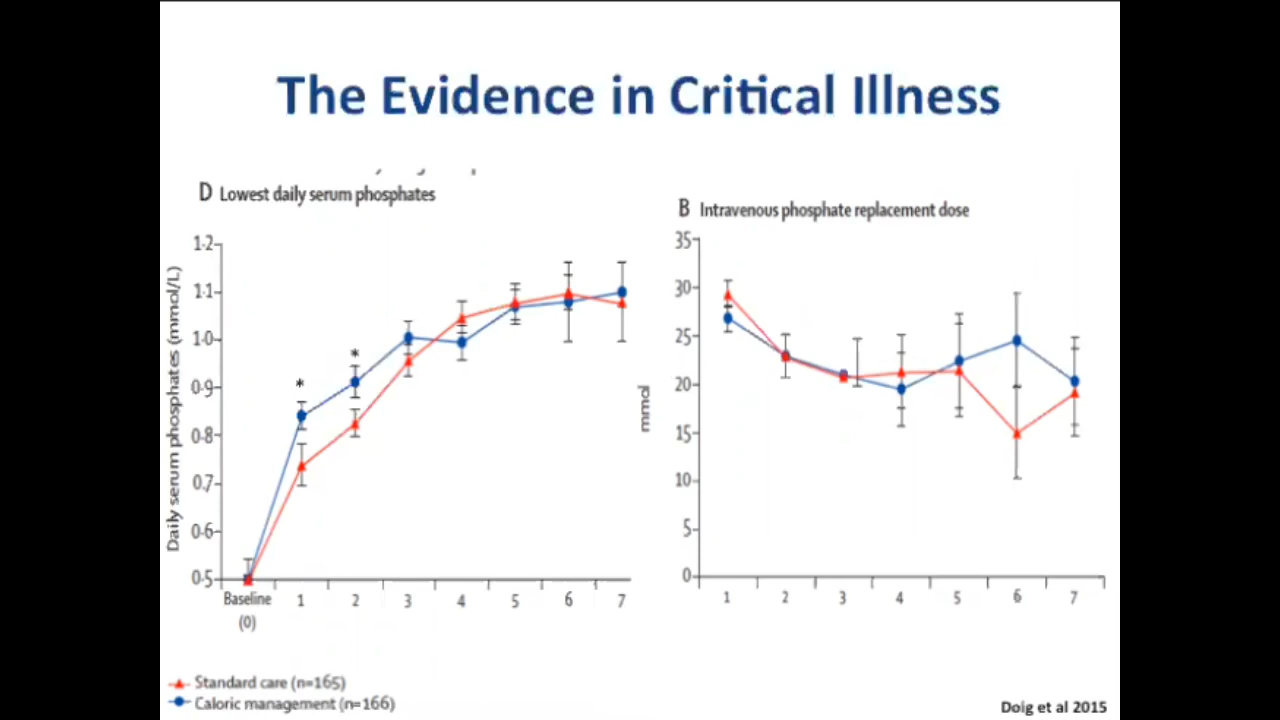 The Evidence in Critical Illness
D Lowest daily serum phosphates
Daily serum phosphates (mmol/L)
1·2
1·1
1·0
0·9
0·8
0·7
0·6
0·5
*
*
Baseline 1 2 3 4 5 6 7
(0)
B Intravenous phosphate replacement dose
mmol
35
30
25
20
15
10
5
0
1 2 3 4 5 6 7
Standard care (n=165)
Caloric management (n=166)
Doig et al 2015